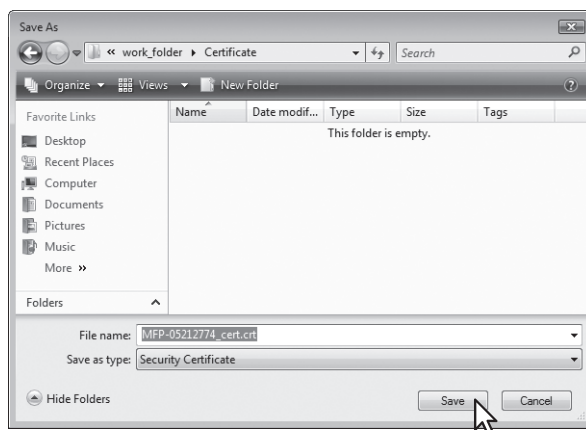 Save As
« work_folder ▸ Certificate
Search
Organize Views New Folder
Favorite Links
Name Date modif... Type Size Tags
This folder is empty.
Desktop
Recent Places
Computer
Documents
Pictures
Music
More »
Folders
File name: MFP-05212774_cert.crt
Save as type: Security Certificate
Hide Folders
Save Cancel